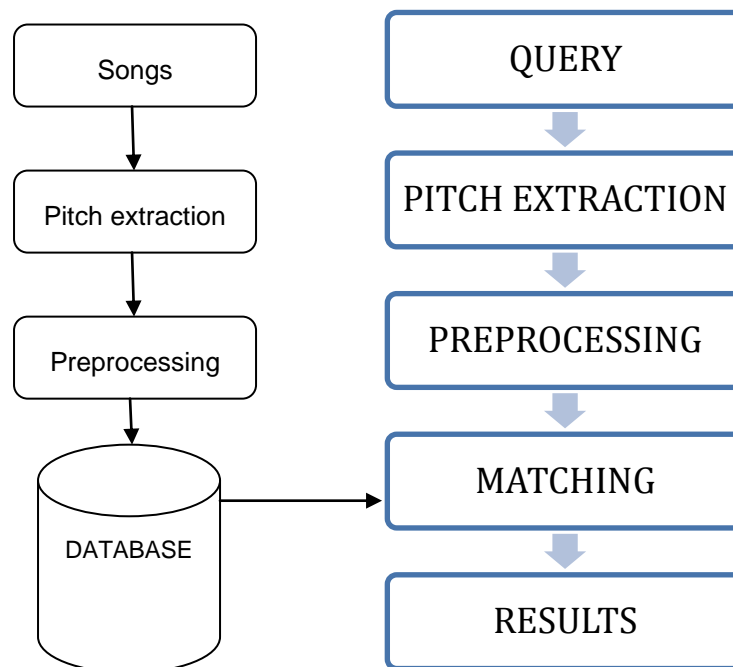 Songs
Pitch extraction
Preprocessing
DATABASE
QUERY
PITCH EXTRACTION
PREPROCESSING
MATCHING
RESULTS